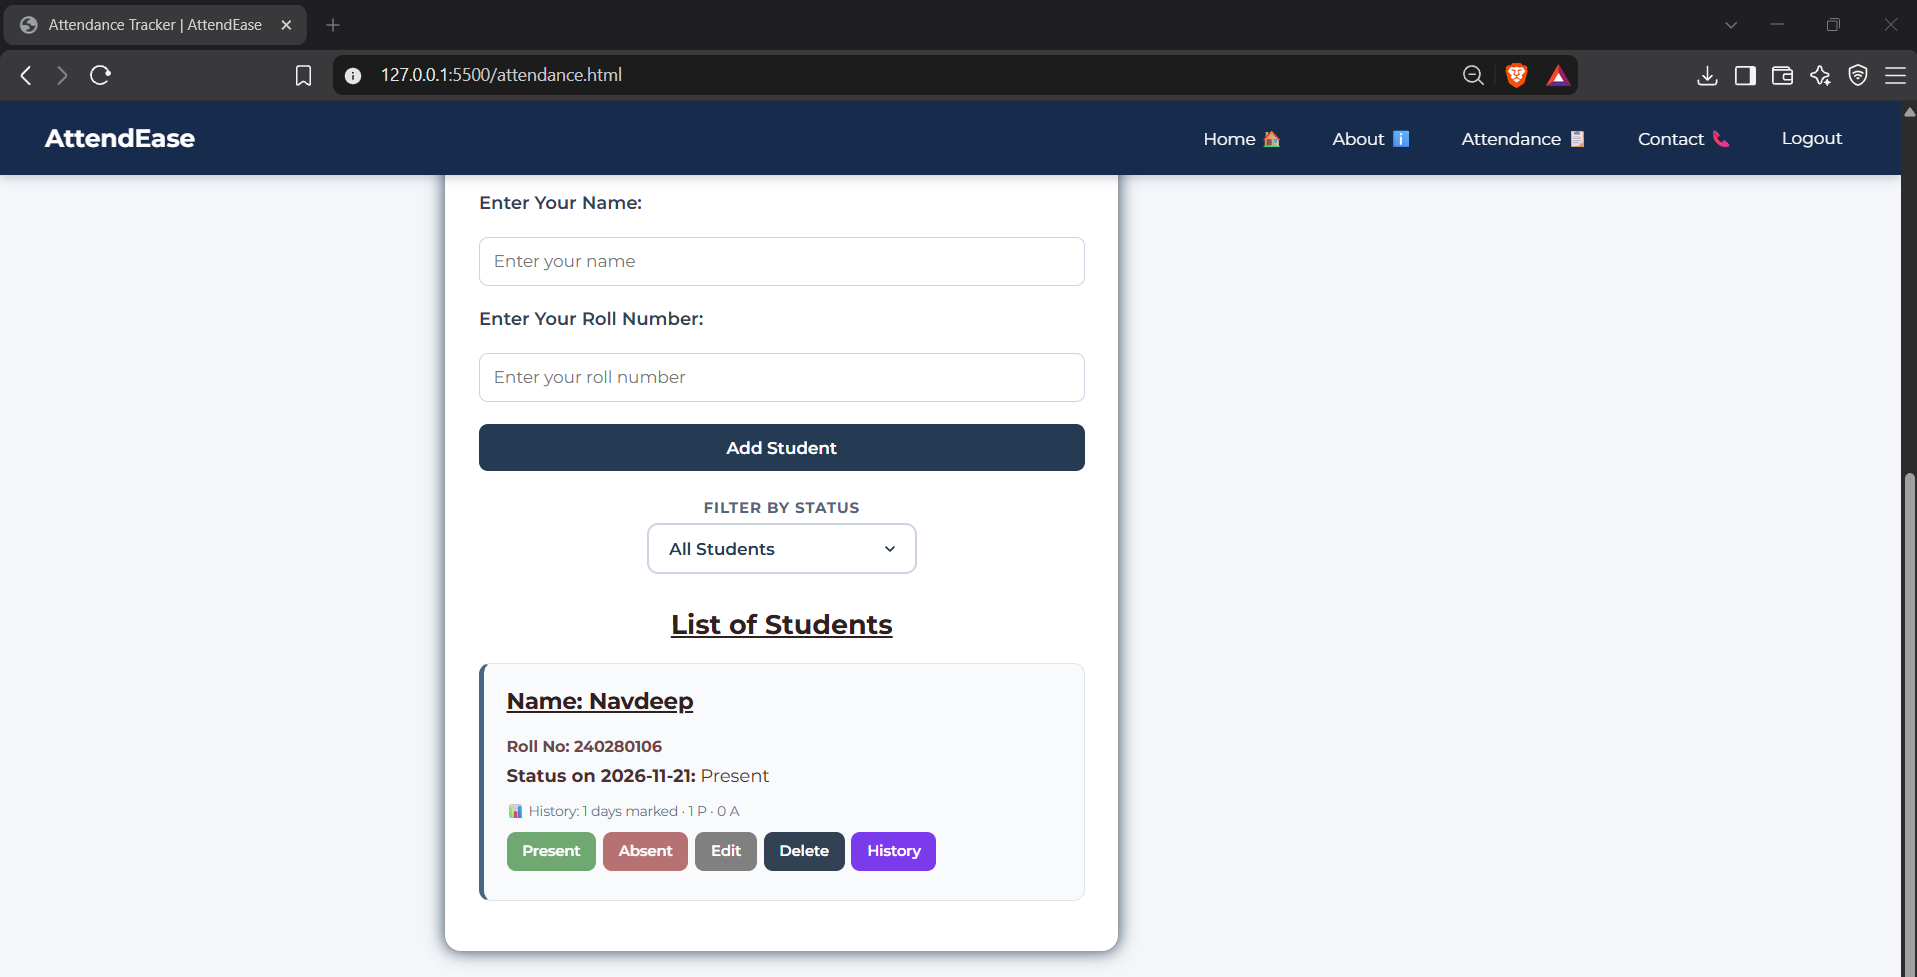 Attendance Tracker | AttendEase
127.0.0.1:5500/attendance.html
AttendEase
Home 🏠 About ℹ️ Attendance 📋 Contact 📞 Logout
Enter Your Name:
Enter your name
Enter Your Roll Number:
Enter your roll number
Add Student
FILTER BY STATUS
All Students
List of Students
Name: Navdeep
Roll No: 240280106
Status on 2026-11-21: Present
📊 History: 1 days marked · 1 P · 0 A
Present Absent Edit Delete History